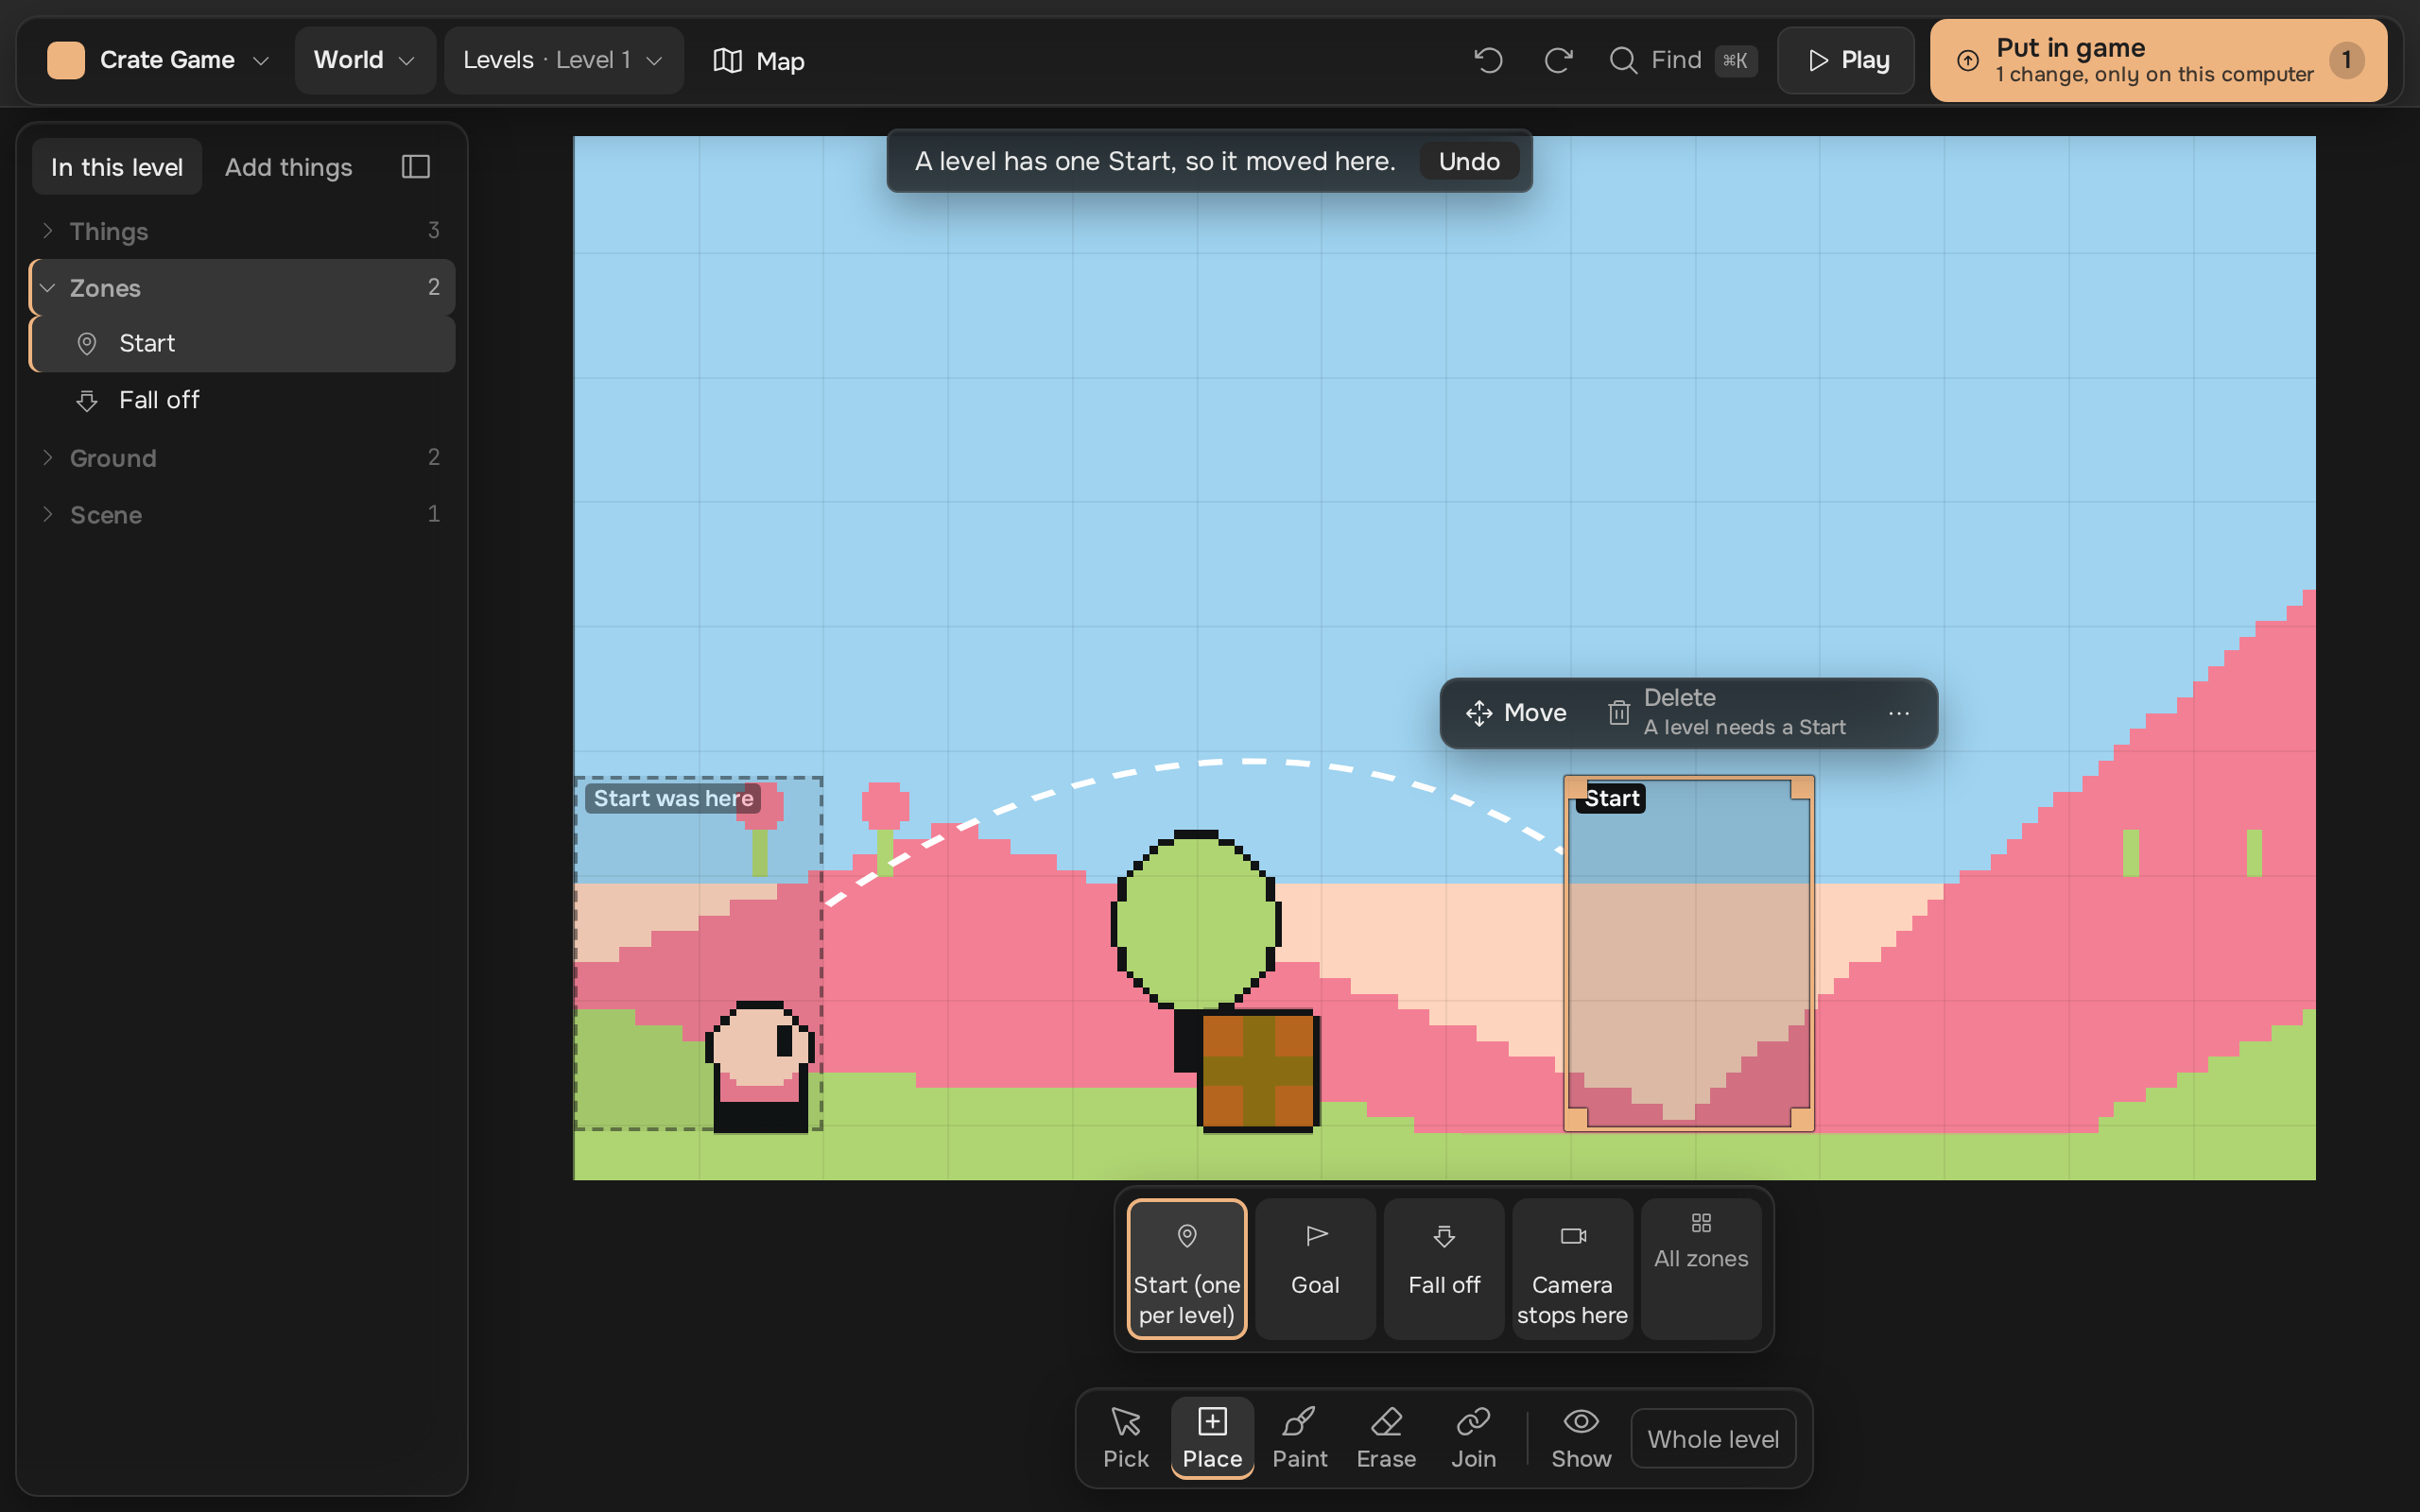 Crate Game
World
Levels · Level 1
Map
Find ⌘K
Play
Put in game
1 change, only on this computer
1
In this level
Add things
A level has one Start, so it moved here.
Undo
Things 3
Zones 2
Start
Fall off
Ground 2
Scene 1
Move
Delete
A level needs a Start
Start was here
Start
Start (one
per level)
Goal
Fall off
Camera
stops here
All zones
Pick
Place
Paint
Erase
Join
Show
Whole level